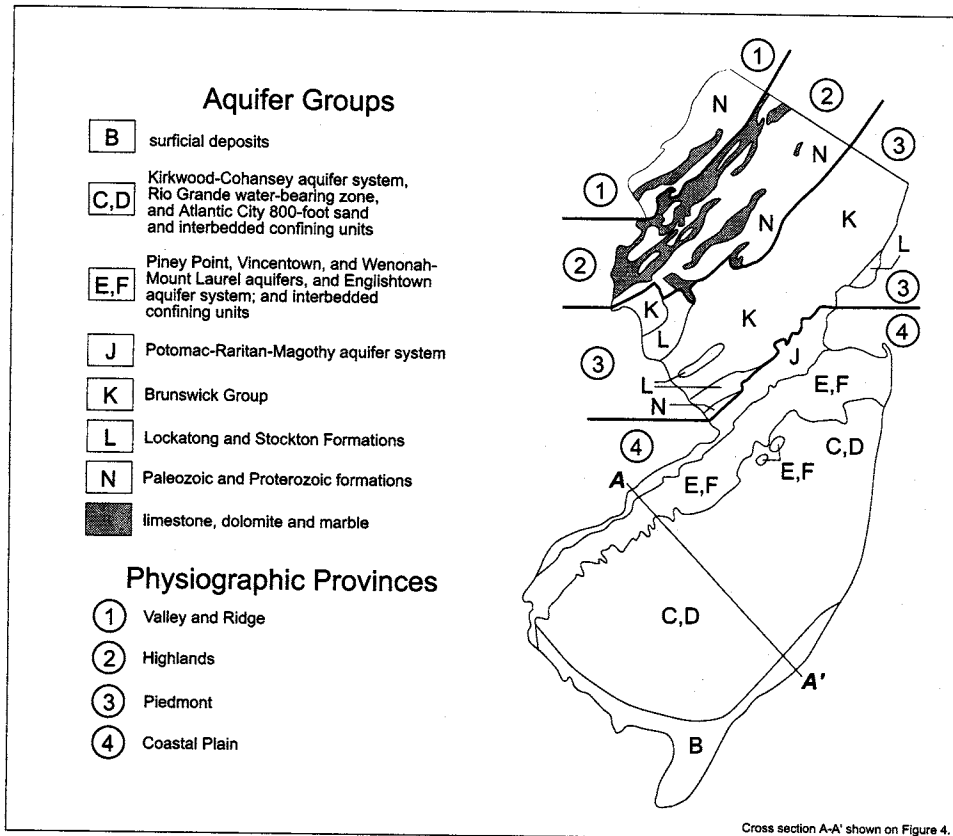 Aquifer Groups
B surficial deposits
C,D Kirkwood-Cohansey aquifer system,
Rio Grande water-bearing zone,
and Atlantic City 800-foot sand
and interbedded confining units
E,F Piney Point, Vincentown, and Wenonah-
Mount Laurel aquifers, and Englishtown
aquifer system; and interbedded
confining units
J Potomac-Raritan-Magothy aquifer system
K Brunswick Group
L Lockatong and Stockton Formations
N Paleozoic and Proterozoic formations
limestone, dolomite and marble
Physiographic Provinces
1 Valley and Ridge
2 Highlands
3 Piedmont
4 Coastal Plain
1
2
N
3
N
1
K
N
L
2
3
K
K
4
L
J
3
E,F
L
N
C,D
4
E,F
A
E,F
C,D
A'
B
Cross section A-A' shown on Figure 4.